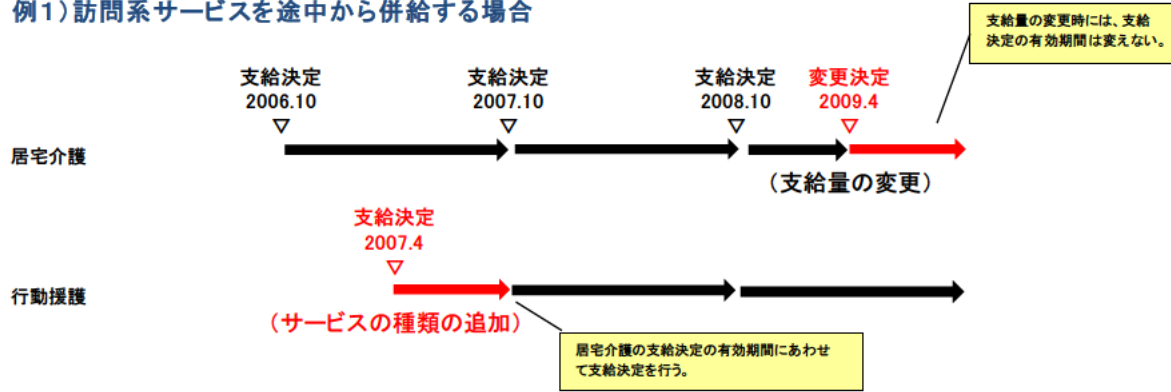 例1)訪問系サービスを途中から併給する場合
支給量の変更時には、支給
決定の有効期間は変えない。
支給決定
2006.10
▽
支給決定
2007.10
▽
支給決定
2008.10
▽
変更決定
2009.4
▽
居宅介護
(支給量の変更)
支給決定
2007.4
▽
行動援護
(サービスの種類の追加)
居宅介護の支給決定の有効期間にあわせ
て支給決定を行う。